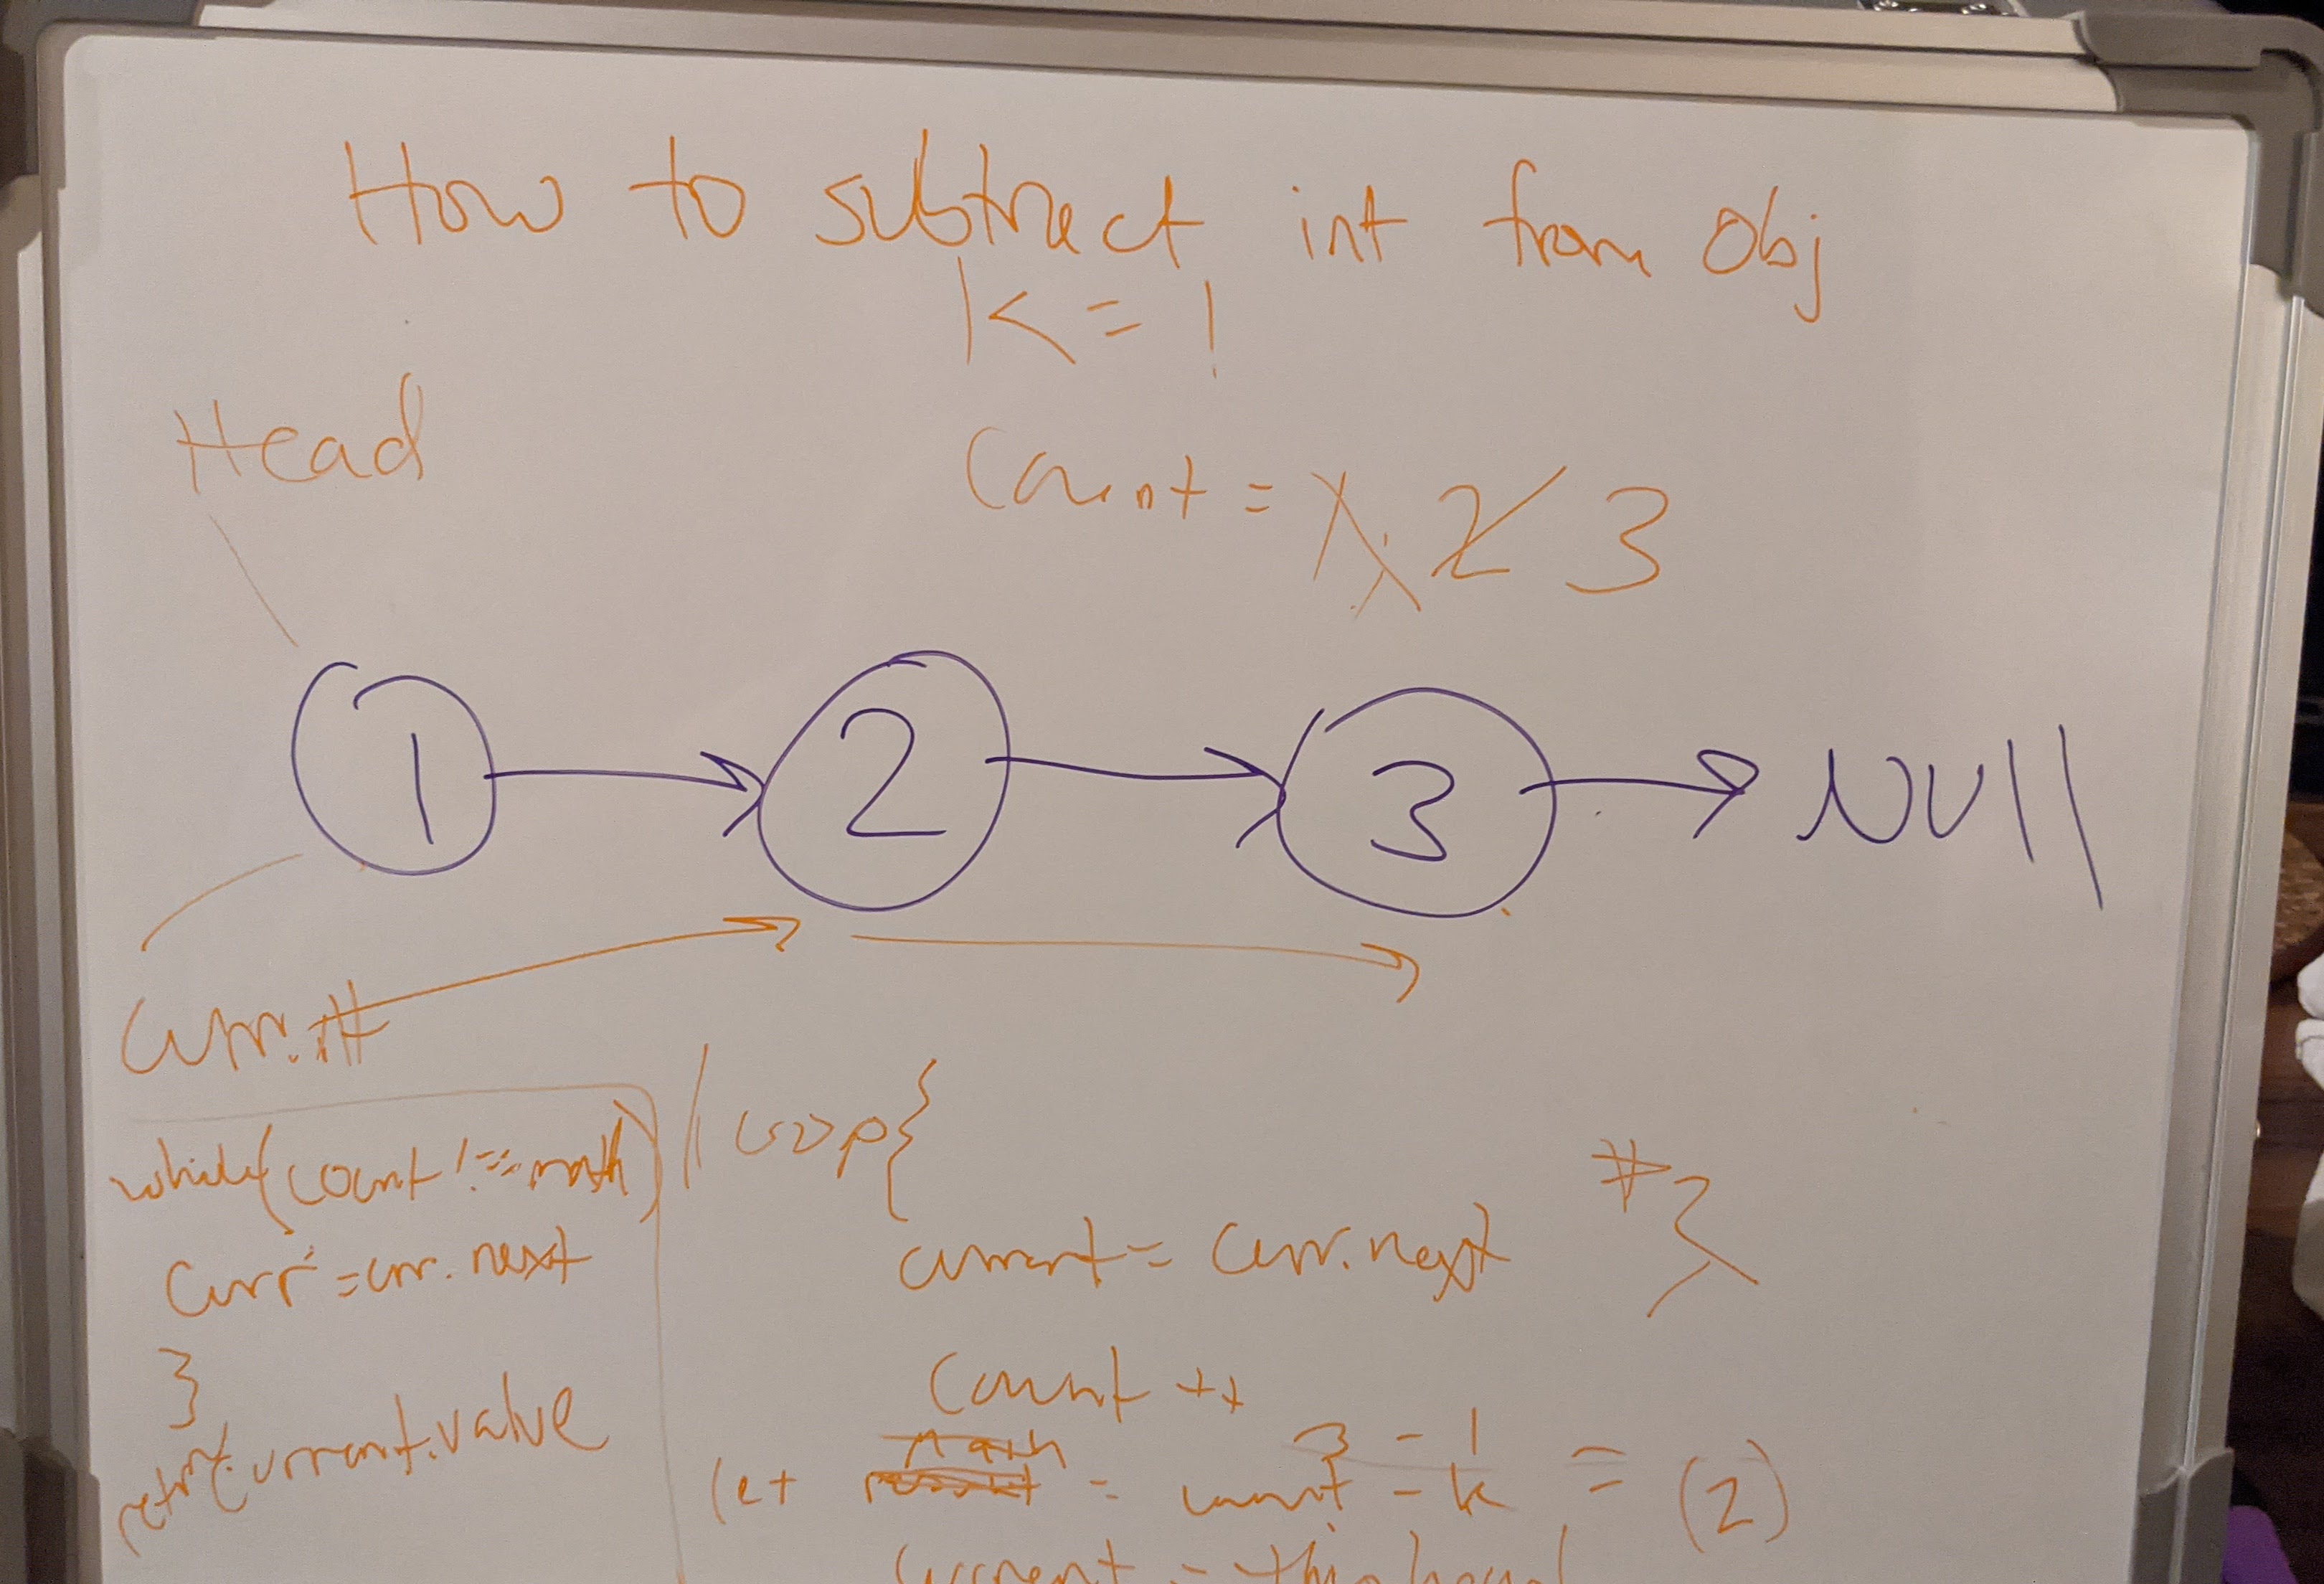 How to subtract int from Obj
K = 1
Head
Count = 1, 2 3
1 2 3 NUll
Curr
while(count !== math)
Curr = curr.next
}
return current.value
loop{
current = curr.next
#2
Count ++
3 - 1
let math = count - k = (2)
current = this.head